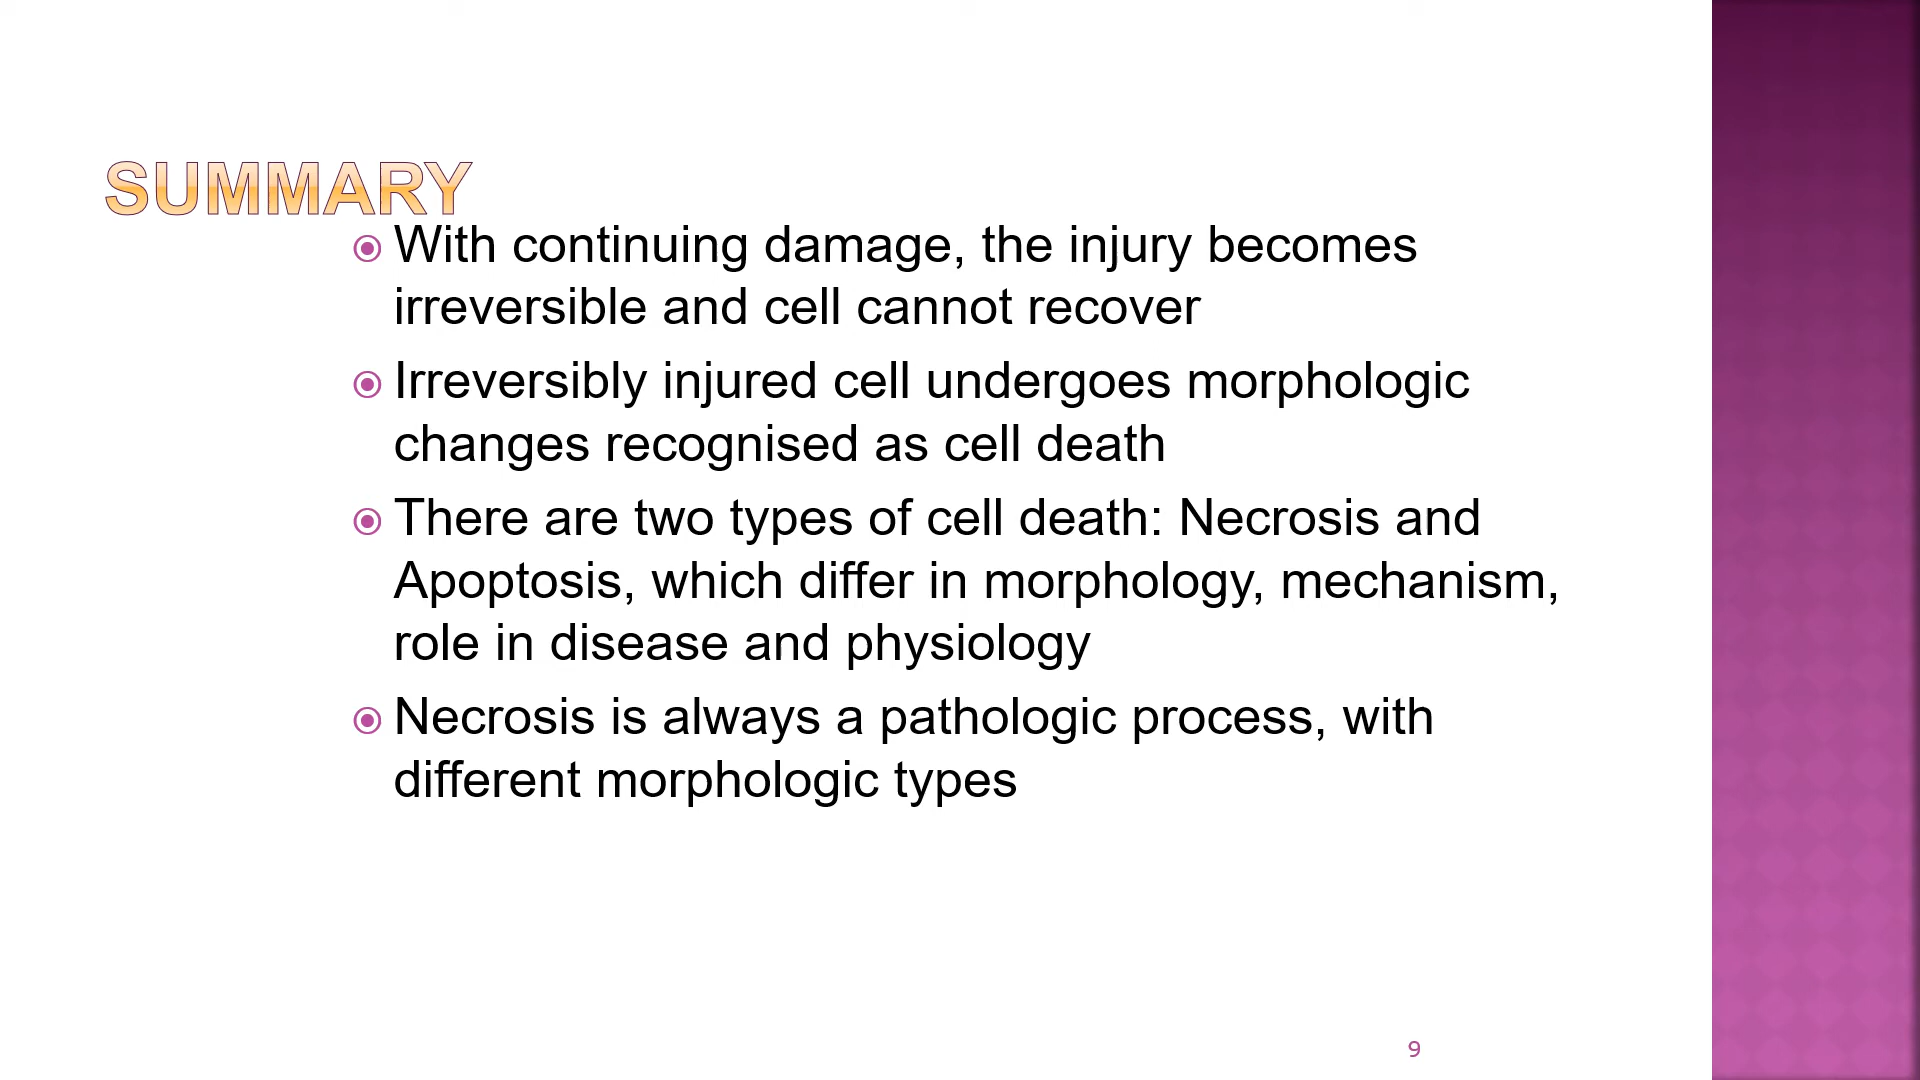 SUMMARY
With continuing damage, the injury becomes
irreversible and cell cannot recover
Irreversibly injured cell undergoes morphologic
changes recognised as cell death
There are two types of cell death: Necrosis and
Apoptosis, which differ in morphology, mechanism,
role in disease and physiology
Necrosis is always a pathologic process, with
different morphologic types
9